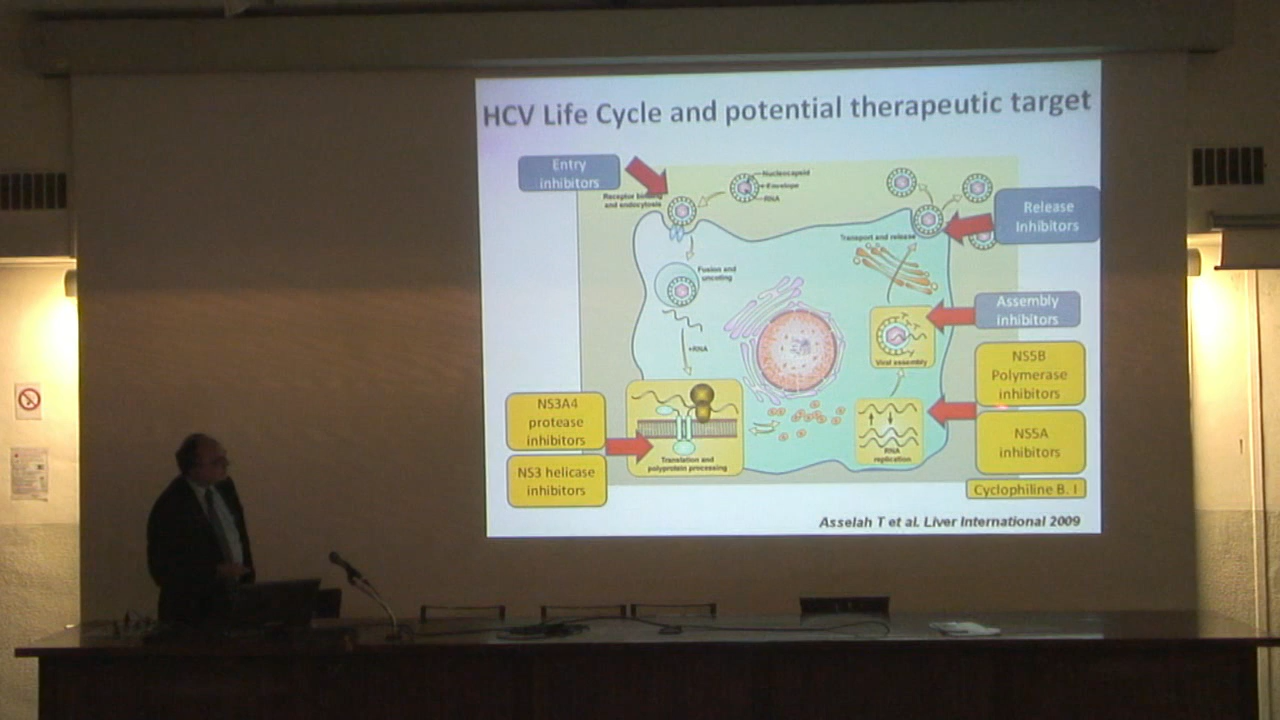 HCV Life Cycle and potential therapeutic target
Entry
inhibitors
Nucleocapsid
Envelope
RNA
Receptor binding
and endocytosis
Release
Inhibitors
Transport and release
Fusion and
uncoting
+RNA
Assembly
inhibitors
Viral assembly
NS5B
Polymerase
inhibitors
NS3A4
protease
inhibitors
NS5A
inhibitors
Translation and
polyprotein processing
RNA
replication
NS3 helicase
inhibitors
Cyclophiline B. I
Asselah T et al. Liver International 2009